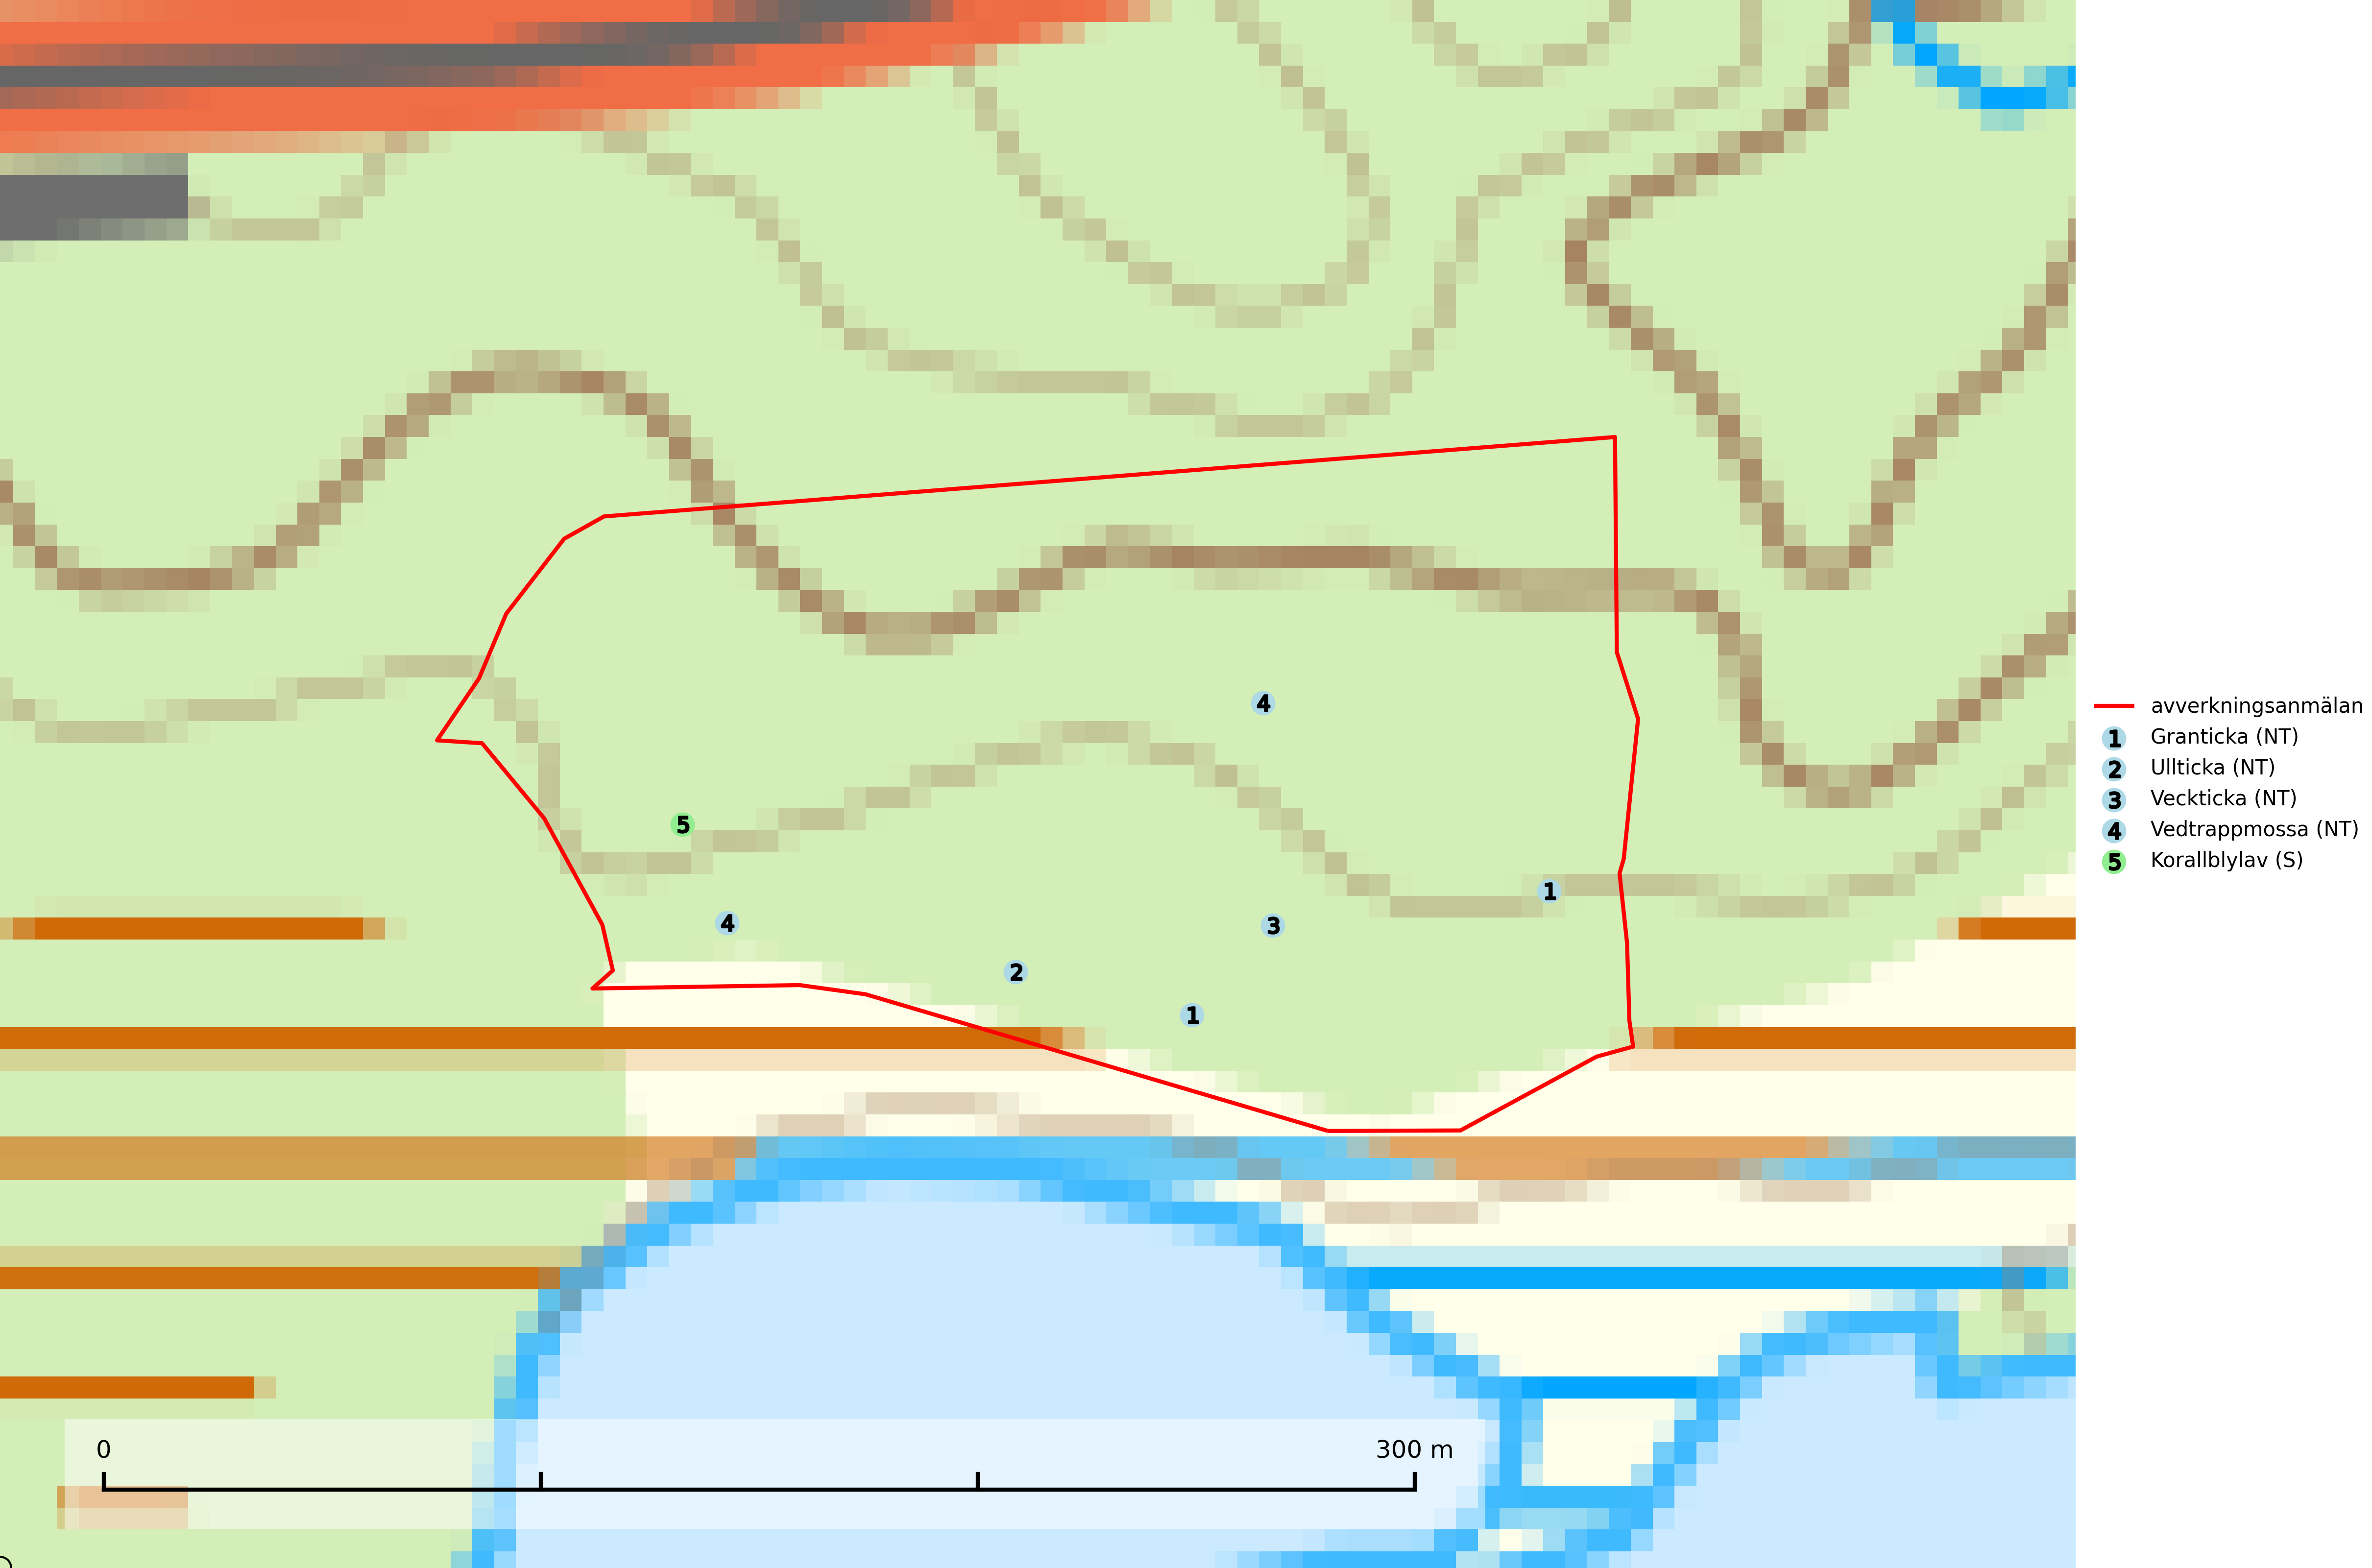 4
5
1
4
3
2
1
avverkningsanmälan
1 Granticka (NT)
2 Ullticka (NT)
3 Veckticka (NT)
4 Vedtrappmossa (NT)
5 Korallblylav (S)
0 300 m